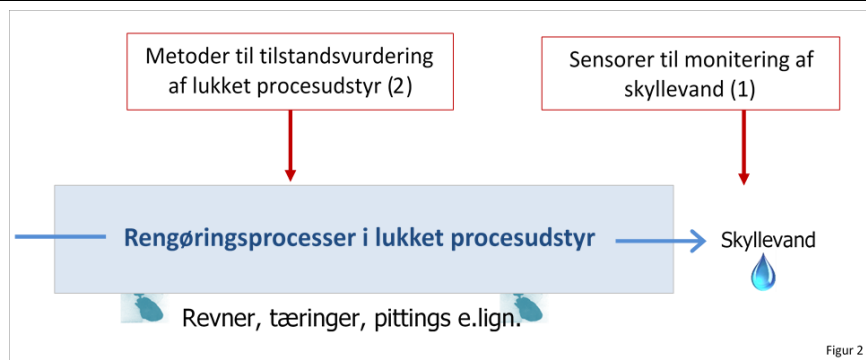 Metoder til tilstandsvurdering
af lukket procesudstyr (2)
Sensorer til monitering af
skyllevand (1)
Rengøringsprocesser i lukket procesudstyr
Skyllevand
Revner, tæringer, pittings e.lign.
Figur 2